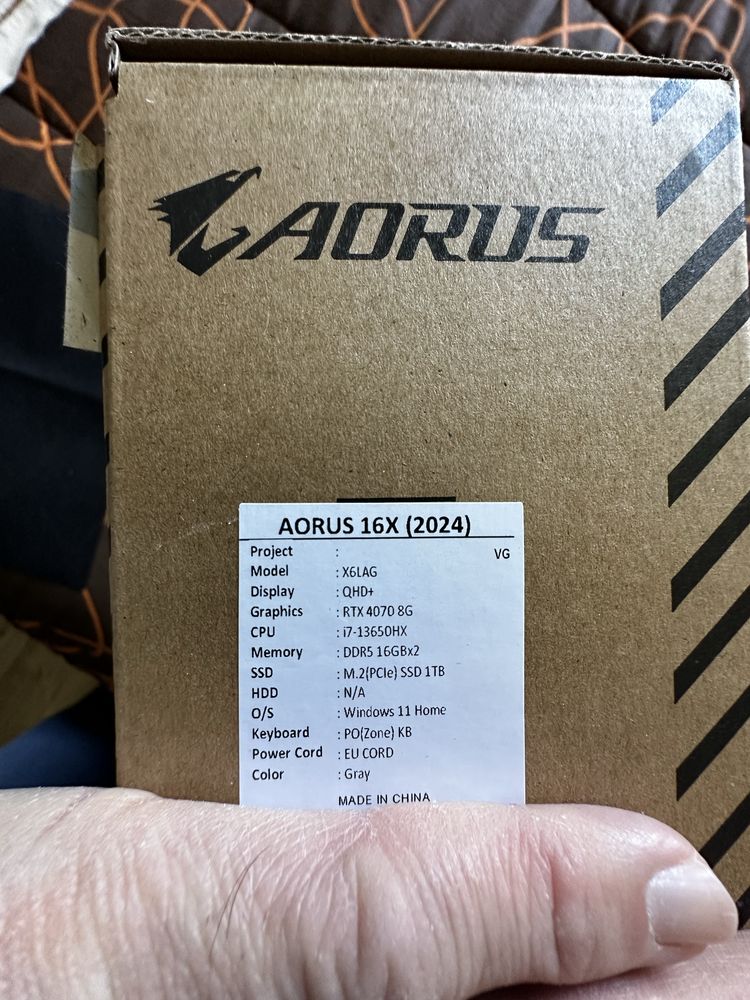 AORUS
AORUS 16X (2024)
Project :
VG
Model : X6LAG
Display : QHD+
Graphics : RTX 4070 8G
CPU : i7-13650HX
Memory : DDR5 16GBx2
SSD : M.2(PCIe) SSD 1TB
HDD : N/A
O/S : Windows 11 Home
Keyboard : PO(Zone) KB
Power Cord : EU CORD
Color : Gray
MADE IN CHINA